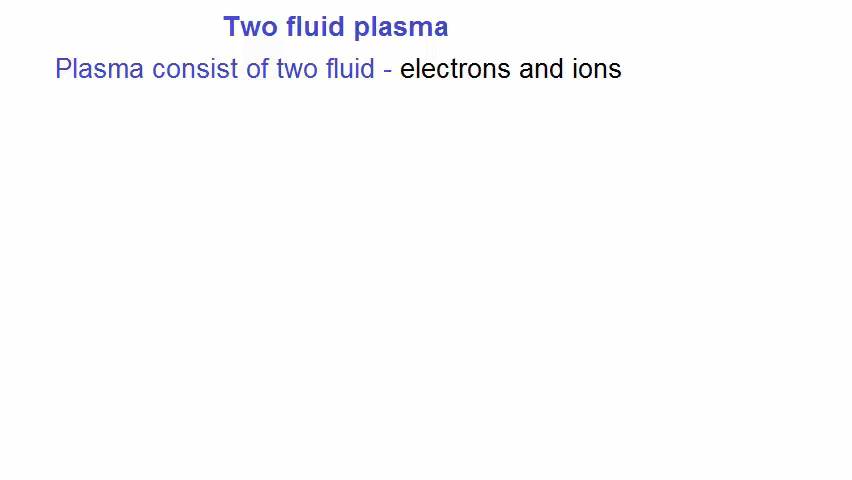 Two fluid plasma
Plasma consist of two fluid - electrons and ions